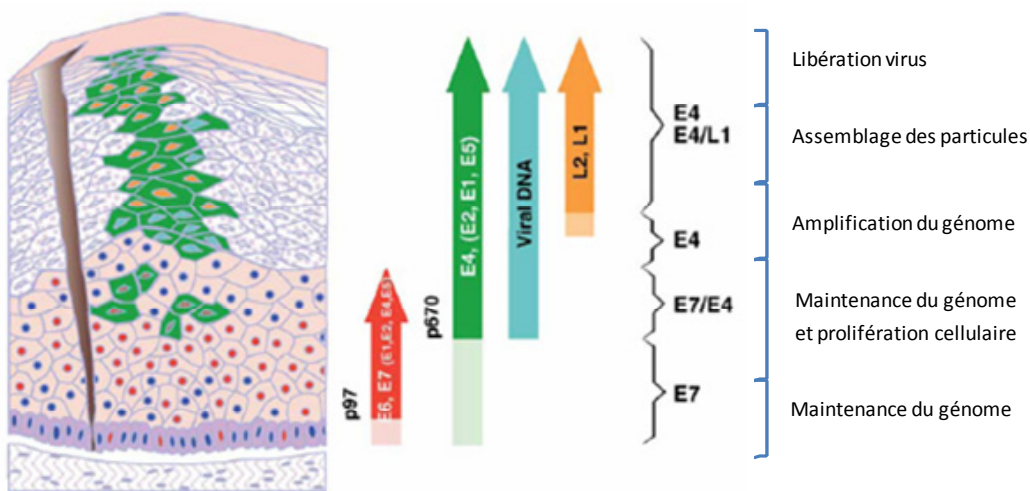 p97
E6, E7 (E1,E2, E4,E5)
p670
E4, (E2, E1, E5)
Viral DNA
L2, L1
E4
E4/L1
E4
E7/E4
E7
Libération virus
Assemblage des particules
Amplification du génome
Maintenance du génome
et prolifération cellulaire
Maintenance du génome